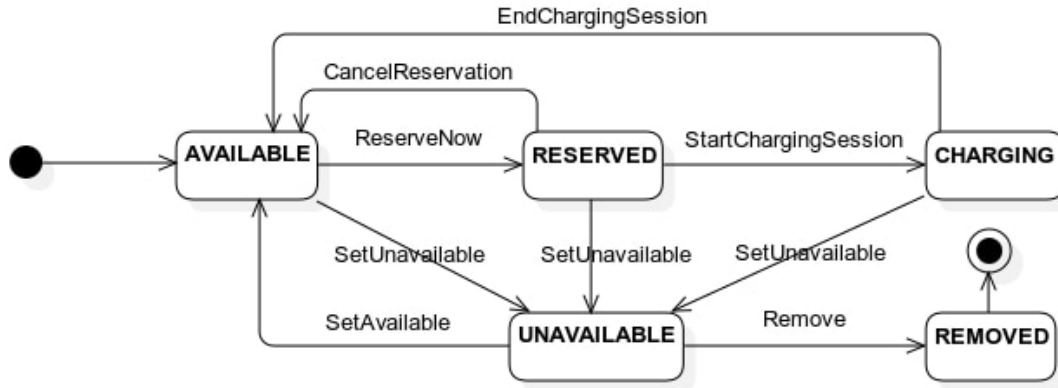 EndChargingSession
CancelReservation
AVAILABLE
ReserveNow
RESERVED
StartChargingSession
CHARGING
SetUnavailable
SetUnavailable
SetUnavailable
SetAvailable
UNAVAILABLE
Remove
REMOVED